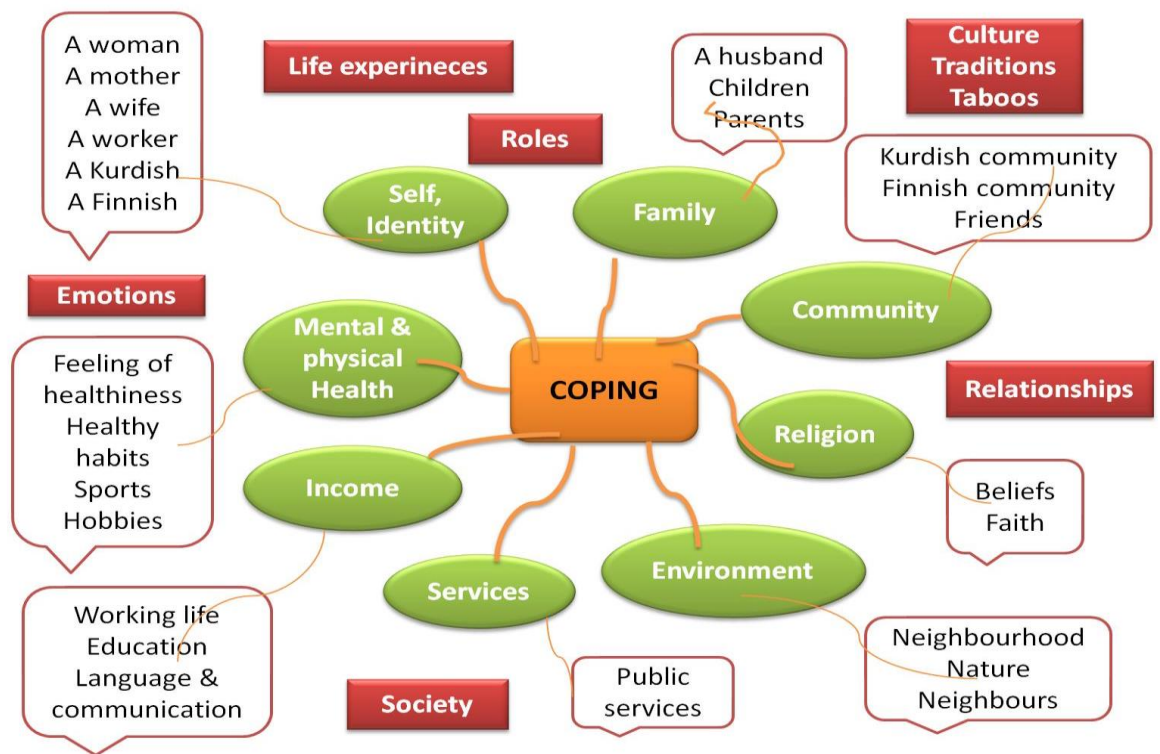 A woman
A mother
A wife
A worker
A Kurdish
A Finnish
Life experineces
Roles
A husband
Children
Parents
Culture
Traditions
Taboos
Kurdish community
Finnish community
Friends
Self,
Identity
Family
Community
Emotions
Mental &
physical
Health
COPING
Relationships
Feeling of
healthiness
Healthy
habits
Sports
Hobbies
Religion
Beliefs
Faith
Income
Services
Environment
Working life
Education
Language &
communication
Society
Public
services
Neighbourhood
Nature
Neighbours